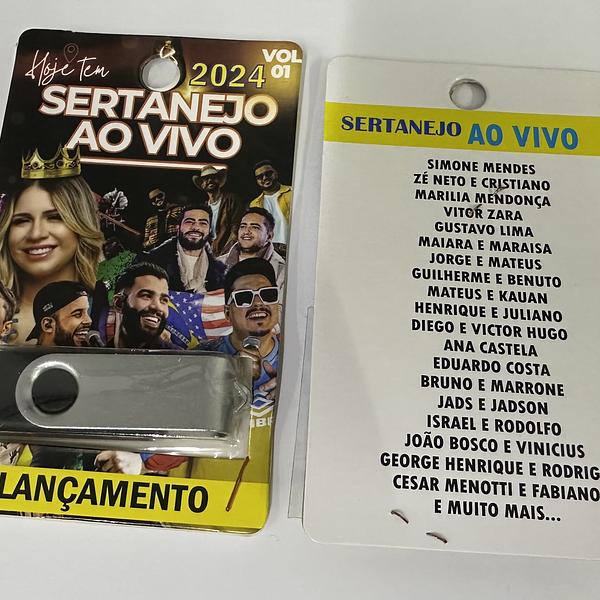 Hoje tem
VOL
01
2024
SERTANEJO
AO VIVO
LANÇAMENTO
SERTANEJO AO VIVO
SIMONE MENDES
ZÉ NETO E CRISTIANO
MARILIA MENDONÇA
VITOR ZARA
GUSTAVO LIMA
MAIARA E MARAISA
JORGE E MATEUS
GUILHERME E BENUTO
MATEUS E KAUAN
HENRIQUE E JULIANO
DIEGO E VICTOR HUGO
ANA CASTELA
EDUARDO COSTA
BRUNO E MARRONE
JADS E JADSON
ISRAEL E RODOLFO
JOÃO BOSCO E VINICIUS
GEORGE HENRIQUE E RODRIG
CESAR MENOTTI E FABIANO
E MUITO MAIS...